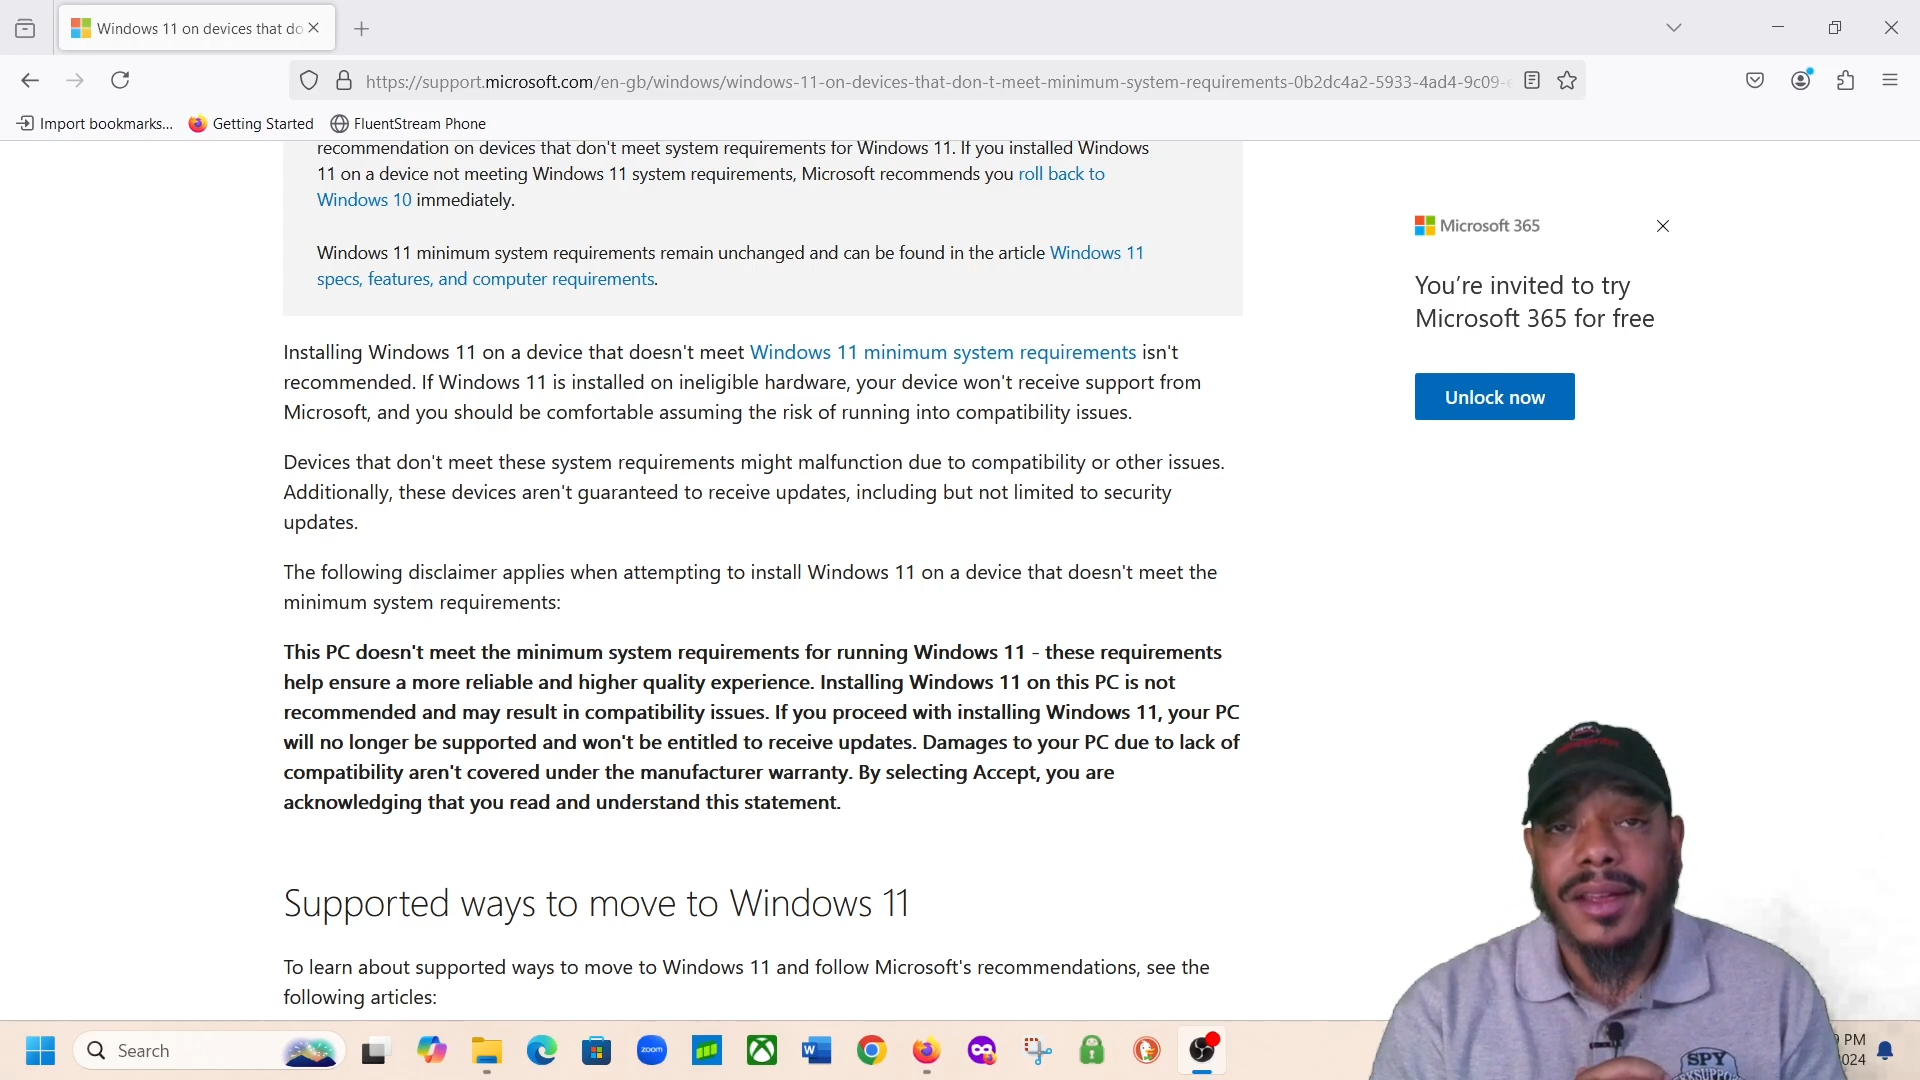 Windows 11 on devices that do
https://support.microsoft.com/en-gb/windows/windows-11-on-devices-that-don-t-meet-minimum-system-requirements-0b2dc4a2-5933-4ad4-9c09-
Import bookmarks...
Getting Started
FluentStream Phone
recommendation on devices that don't meet system requirements for Windows 11. If you installed Windows
11 on a device not meeting Windows 11 system requirements, Microsoft recommends you roll back to
Windows 10 immediately.
Windows 11 minimum system requirements remain unchanged and can be found in the article Windows 11
specs, features, and computer requirements.
Installing Windows 11 on a device that doesn't meet Windows 11 minimum system requirements isn't
recommended. If Windows 11 is installed on ineligible hardware, your device won't receive support from
Microsoft, and you should be comfortable assuming the risk of running into compatibility issues.
Devices that don't meet these system requirements might malfunction due to compatibility or other issues.
Additionally, these devices aren't guaranteed to receive updates, including but not limited to security
updates.
The following disclaimer applies when attempting to install Windows 11 on a device that doesn't meet the
minimum system requirements:
This PC doesn't meet the minimum system requirements for running Windows 11 - these requirements
help ensure a more reliable and higher quality experience. Installing Windows 11 on this PC is not
recommended and may result in compatibility issues. If you proceed with installing Windows 11, your PC
will no longer be supported and won't be entitled to receive updates. Damages to your PC due to lack of
compatibility aren't covered under the manufacturer warranty. By selecting Accept, you are
acknowledging that you read and understand this statement.
Supported ways to move to Windows 11
To learn about supported ways to move to Windows 11 and follow Microsoft's recommendations, see the
following articles:
Microsoft 365
You’re invited to try
Microsoft 365 for free
Unlock now
Search
zoom
W
PM
024
SPY